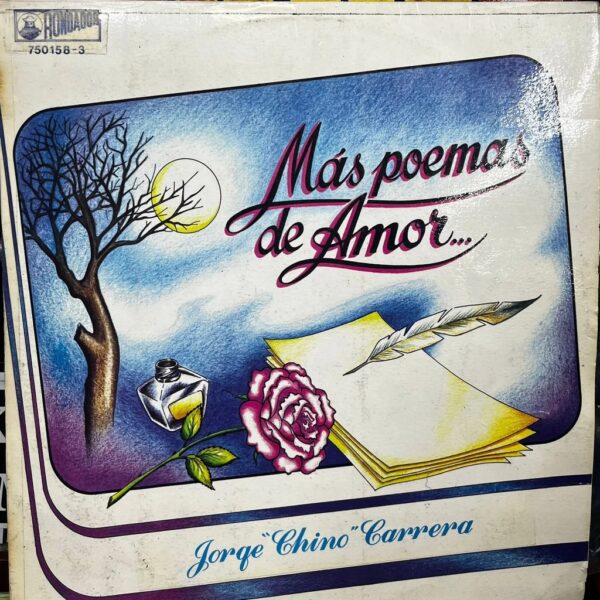 RONDADOR
750158-3
Más poemas
de Amor...
Jorge "Chino" Carrera